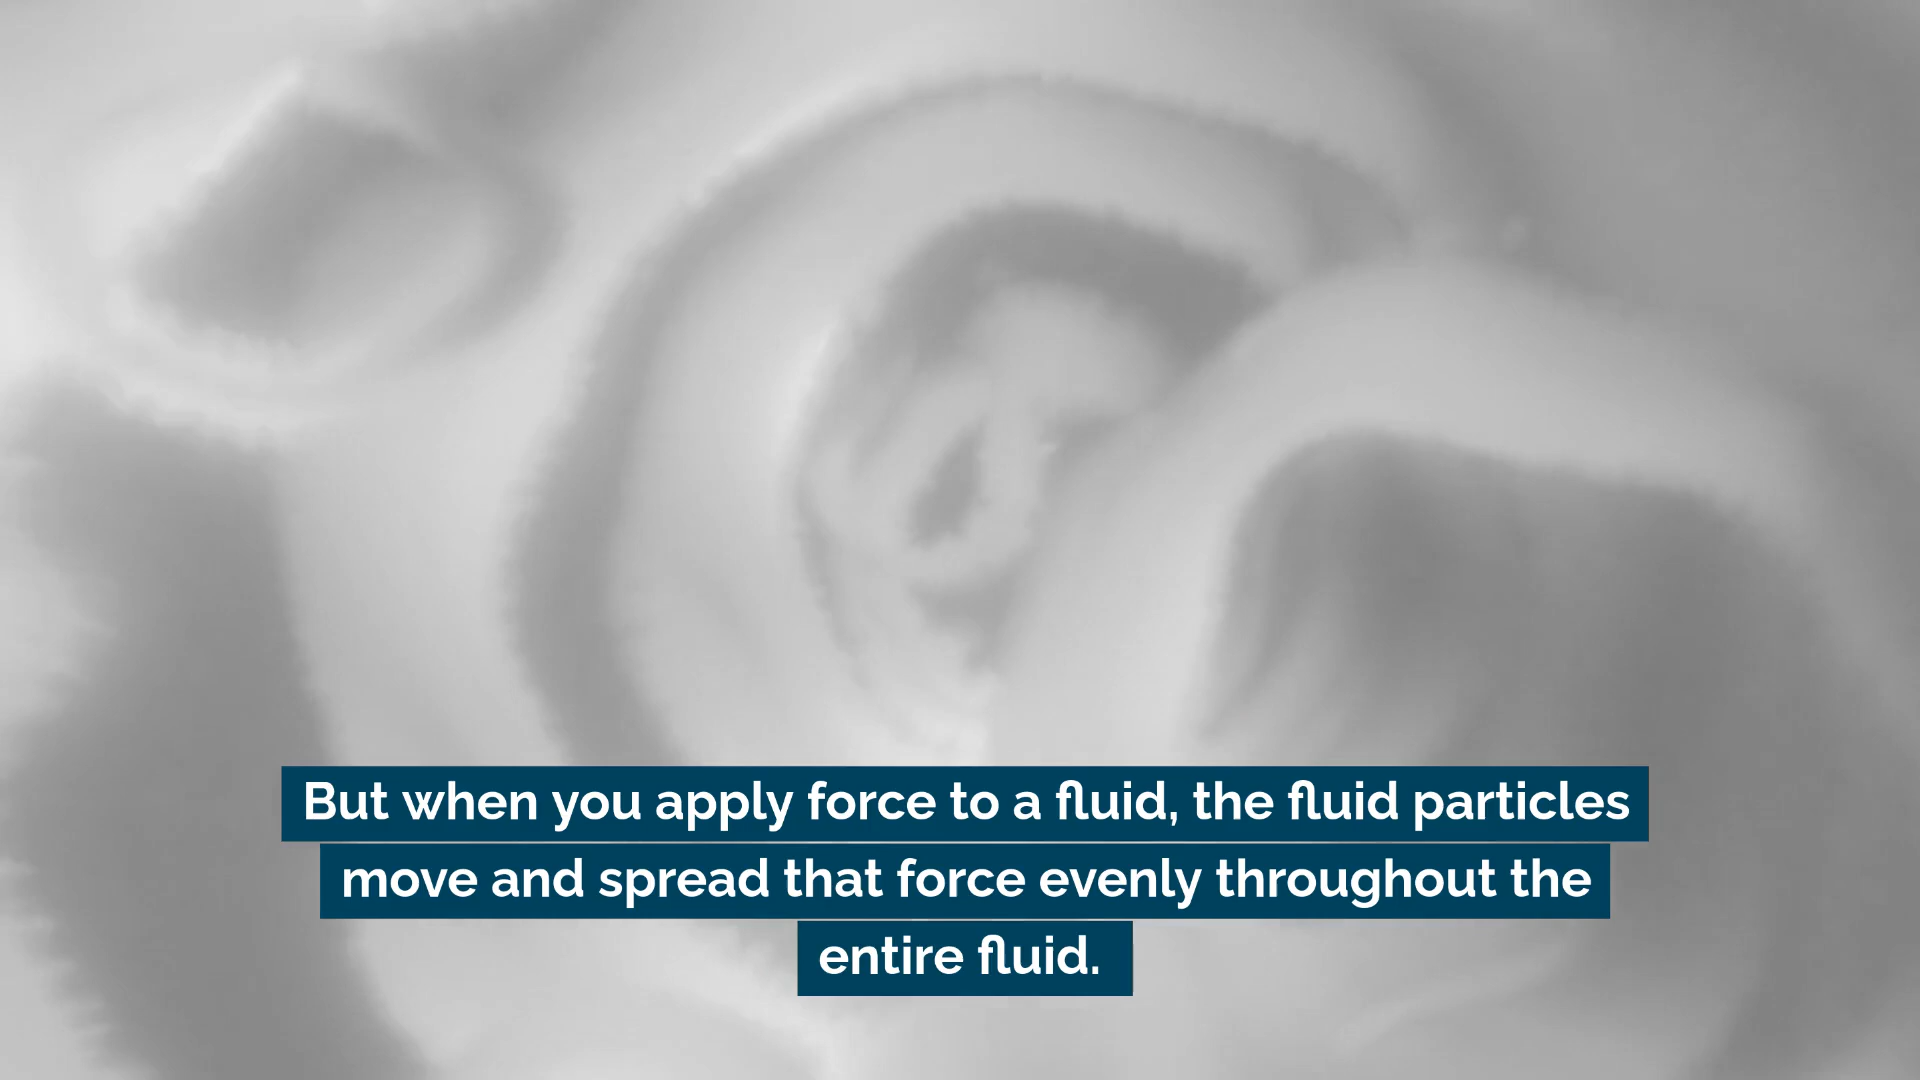 But when you apply force to a fluid, the fluid particles
move and spread that force evenly throughout the
entire fluid.